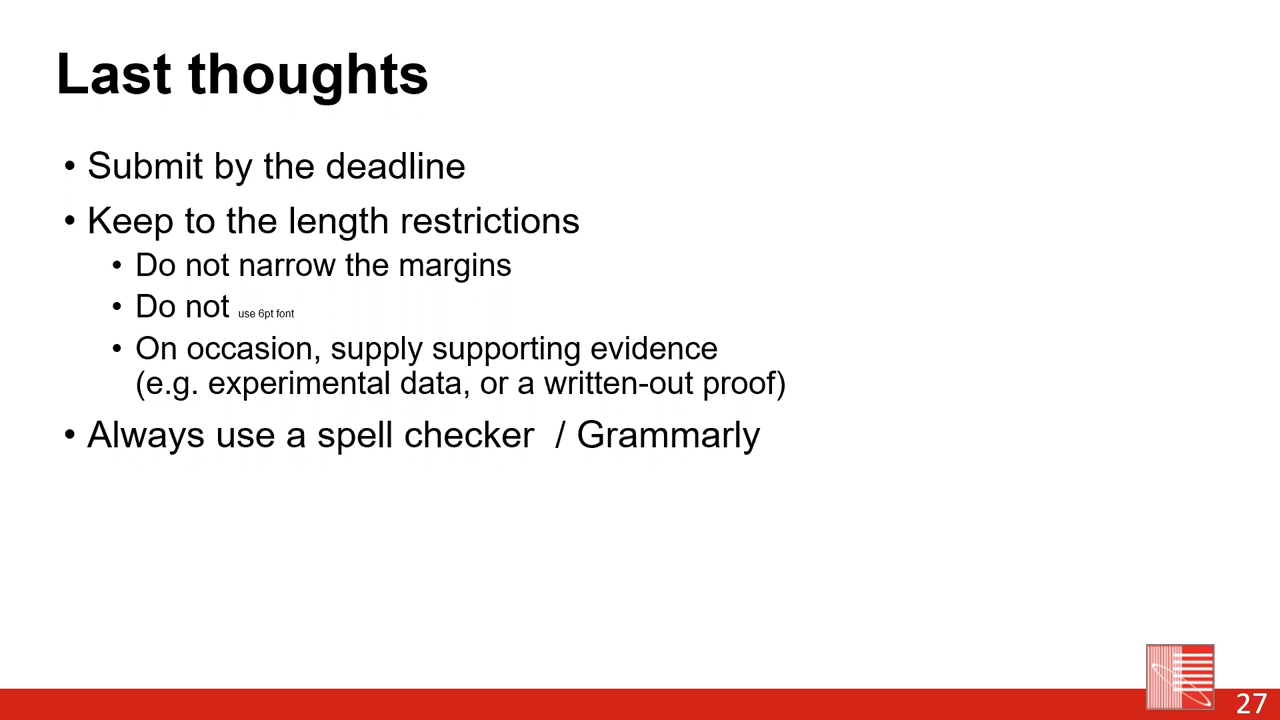 Last thoughts
• Submit by the deadline
• Keep to the length restrictions
• Do not narrow the margins
• Do not use 6pt font
• On occasion, supply supporting evidence
(e.g. experimental data, or a written-out proof)
• Always use a spell checker  / Grammarly
27